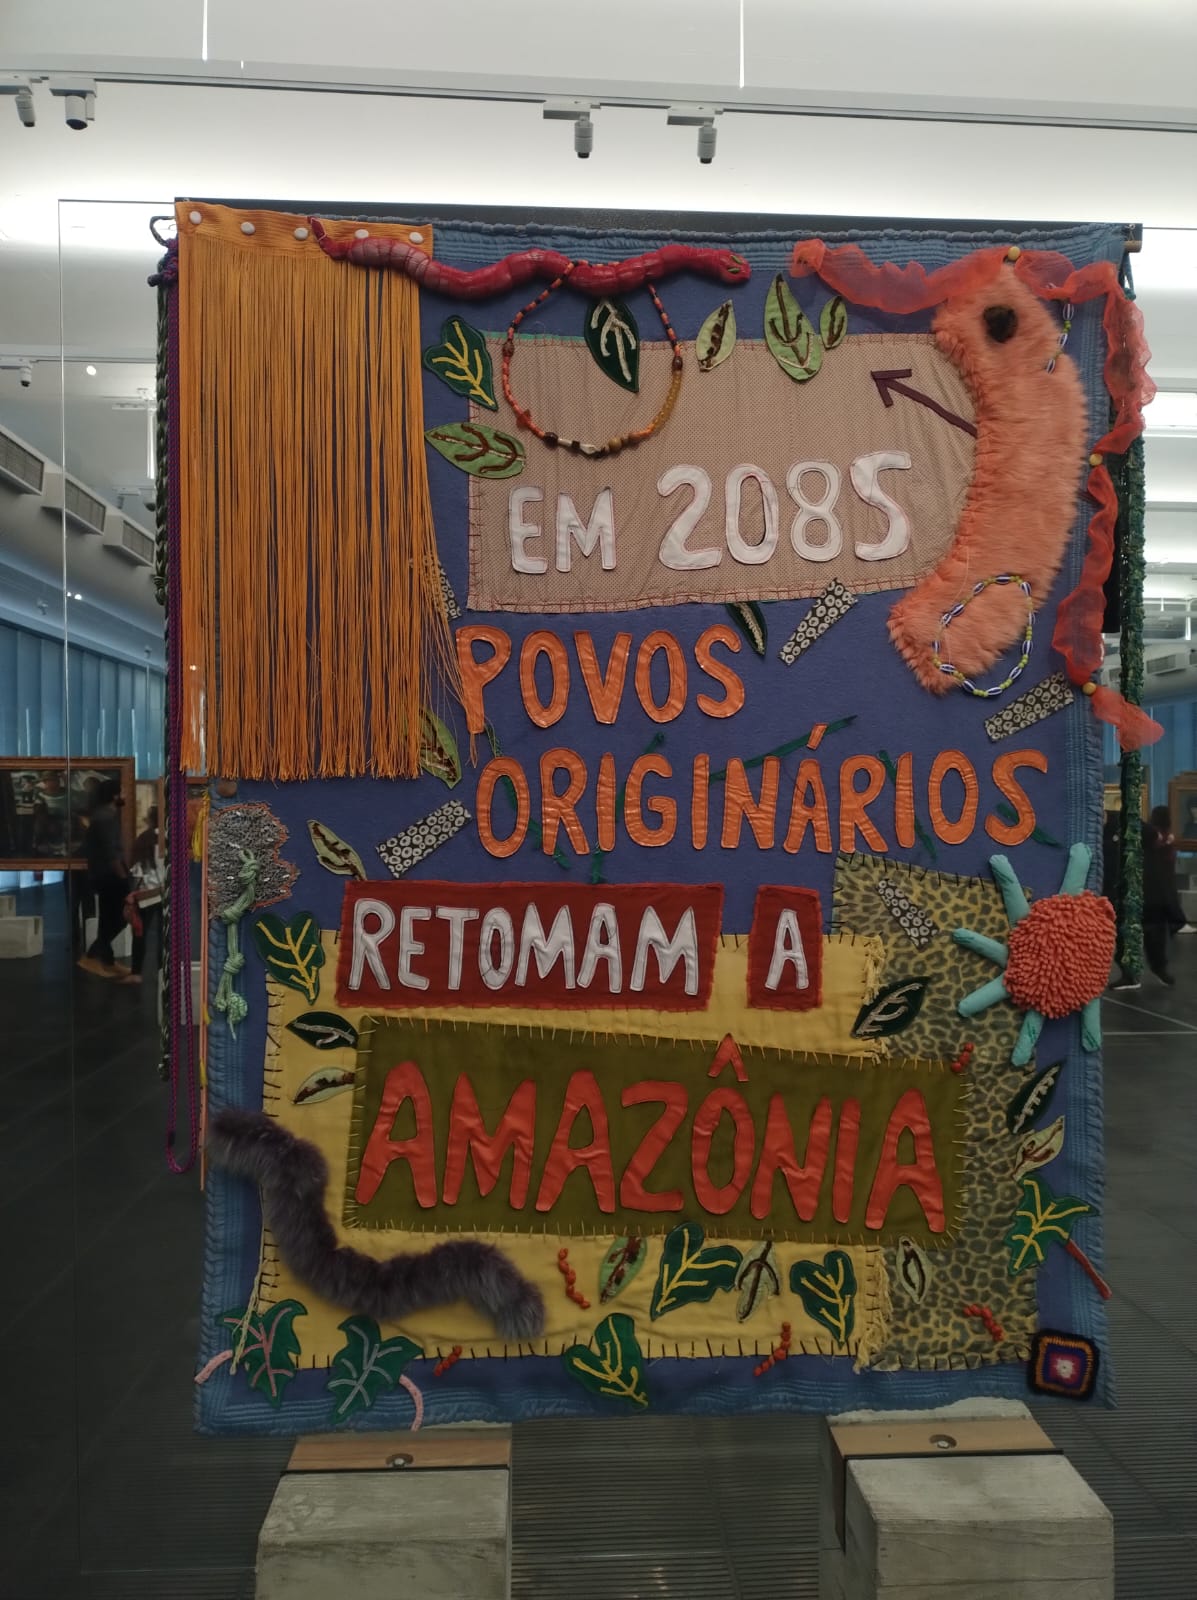 EM 2085
POVOS
ORIGINÁRIOS
RETOMAM A
AMAZÔNIA